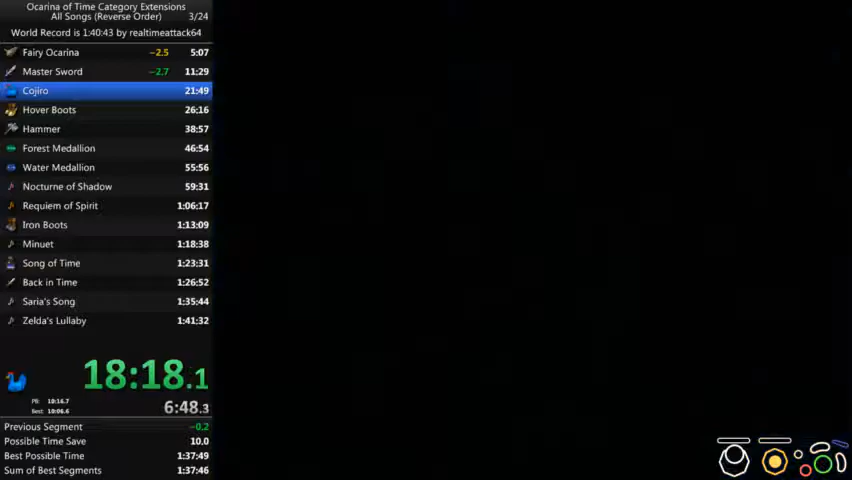 Ocarina of Time Category Extensions
All Songs (Reverse Order) 3/24
World Record is 1:40:43 by realtimeattack64
Fairy Ocarina −2.5 5:07
Master Sword −2.7 11:29
Cojiro 21:49
Hover Boots 26:16
Hammer 38:57
Forest Medallion 46:54
Water Medallion 55:56
Nocturne of Shadow 59:31
Requiem of Spirit 1:06:17
Iron Boots 1:13:09
Minuet 1:18:38
Song of Time 1:23:31
Back in Time 1:26:52
Saria's Song 1:35:44
Zelda's Lullaby 1:41:32
18:18.1
PB: 10:16.7
Best: 10:06.6
6:48.3
Previous Segment −0.2
Possible Time Save 10.0
Best Possible Time 1:37:49
Sum of Best Segments 1:37:46